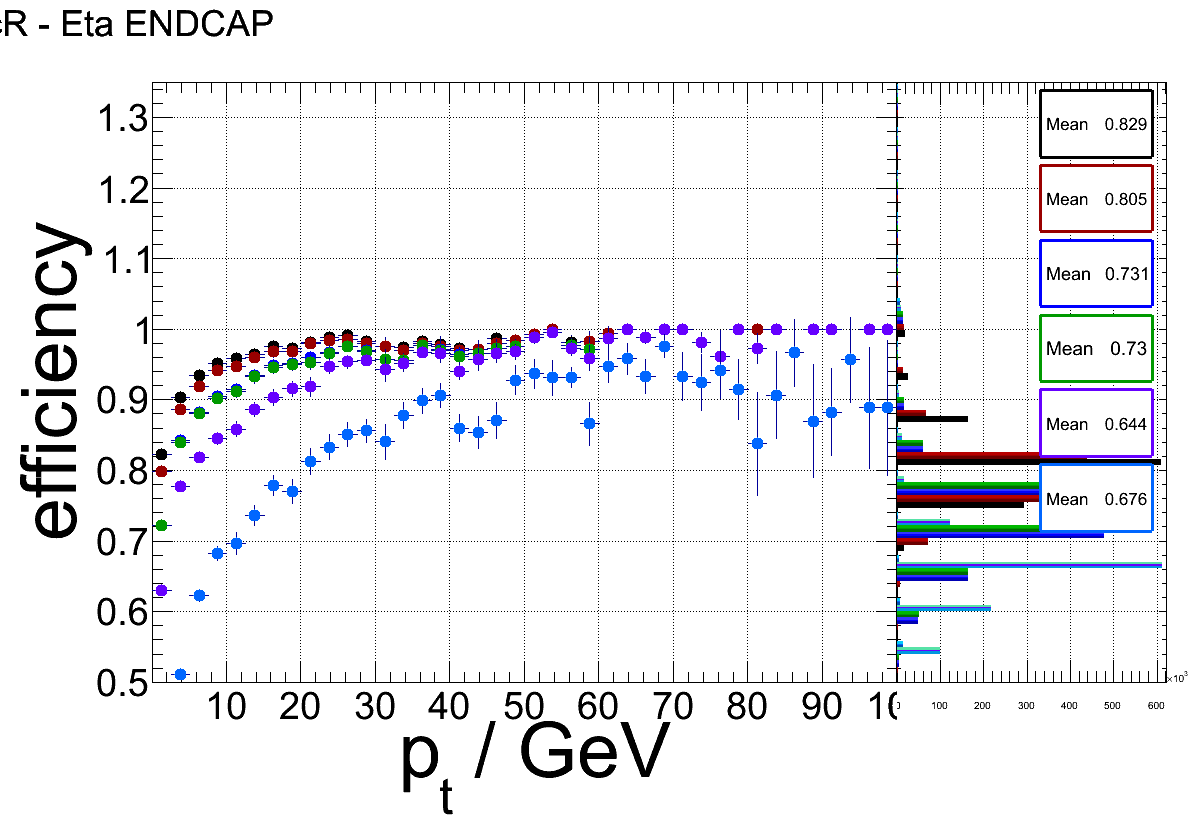 - Eta ENDCAP
efficiency
1.3
1.2
1.1
1
0.9
0.8
0.7
0.6
0.5
10 20 30 40 50 60 70 80 90
p_t / GeV
Mean 0.829
Mean 0.805
Mean 0.731
Mean 0.73
Mean 0.644
Mean 0.676
100 200 300 400 500 600
×10³